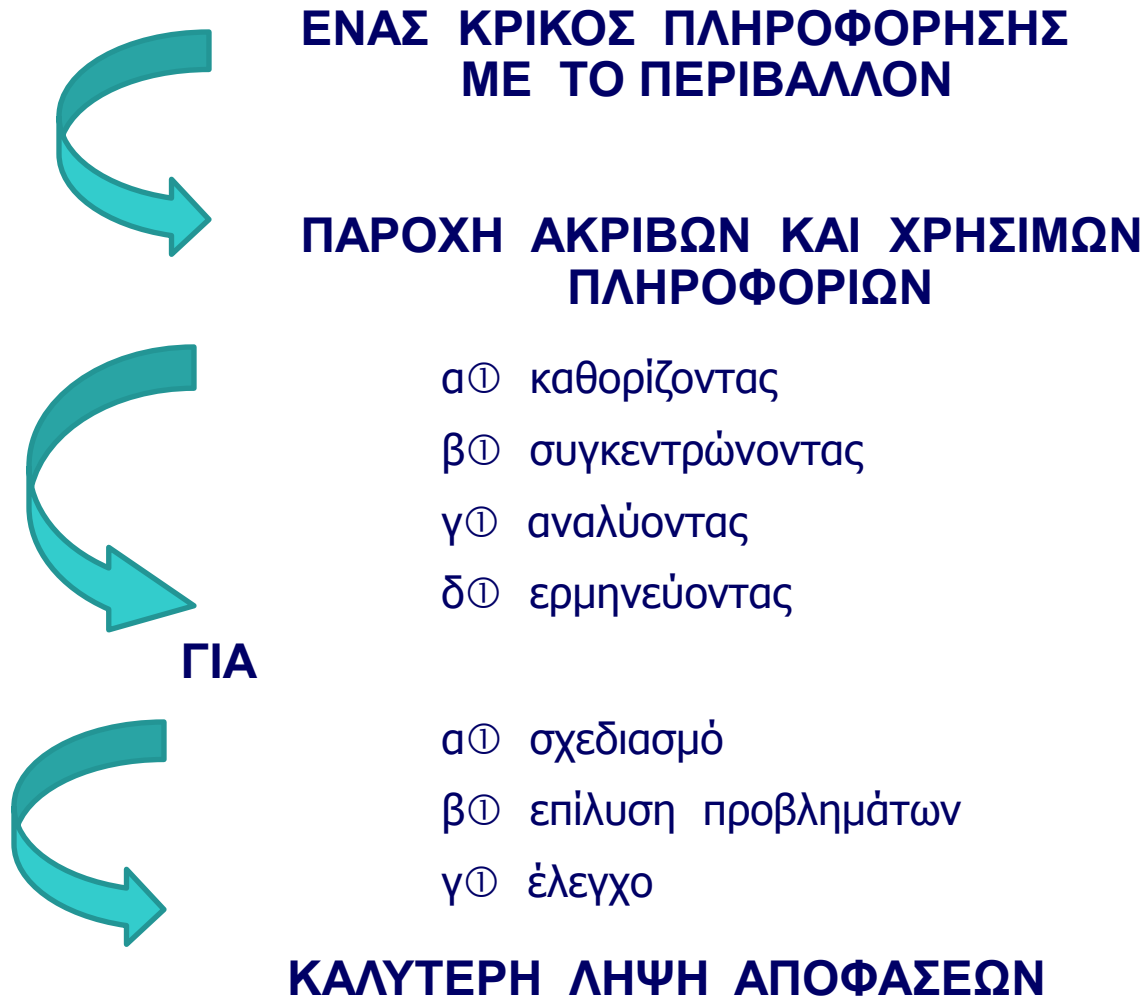 ΕΝΑΣ ΚΡΙΚΟΣ ΠΛΗΡΟΦΟΡΗΣΗΣ
ΜΕ ΤΟ ΠΕΡΙΒΑΛΛΟΝ
ΠΑΡΟΧΗ ΑΚΡΙΒΩΝ ΚΑΙ ΧΡΗΣΙΜΩΝ
ΠΛΗΡΟΦΟΡΙΩΝ
α① καθορίζοντας
β① συγκεντρώνοντας
γ① αναλύοντας
δ① ερμηνεύοντας
ΓΙΑ
α① σχεδιασμό
β① επίλυση προβλημάτων
γ① έλεγχο
ΚΑΛΥΤΕΡΗ ΛΗΨΗ ΑΠΟΦΑΣΕΩΝ